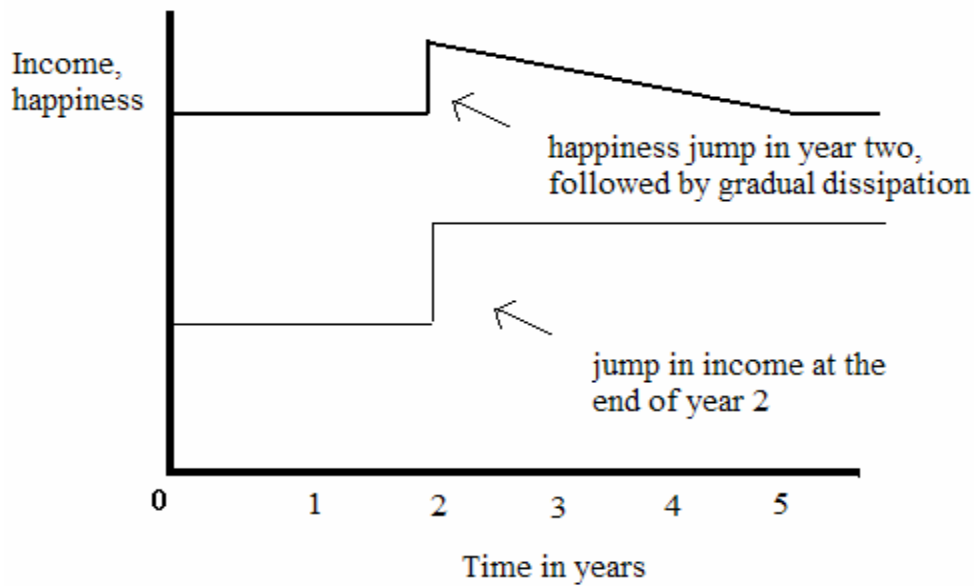 Income,
happiness
happiness jump in year two,
followed by gradual dissipation
jump in income at the
end of year 2
0 1 2 3 4 5
Time in years